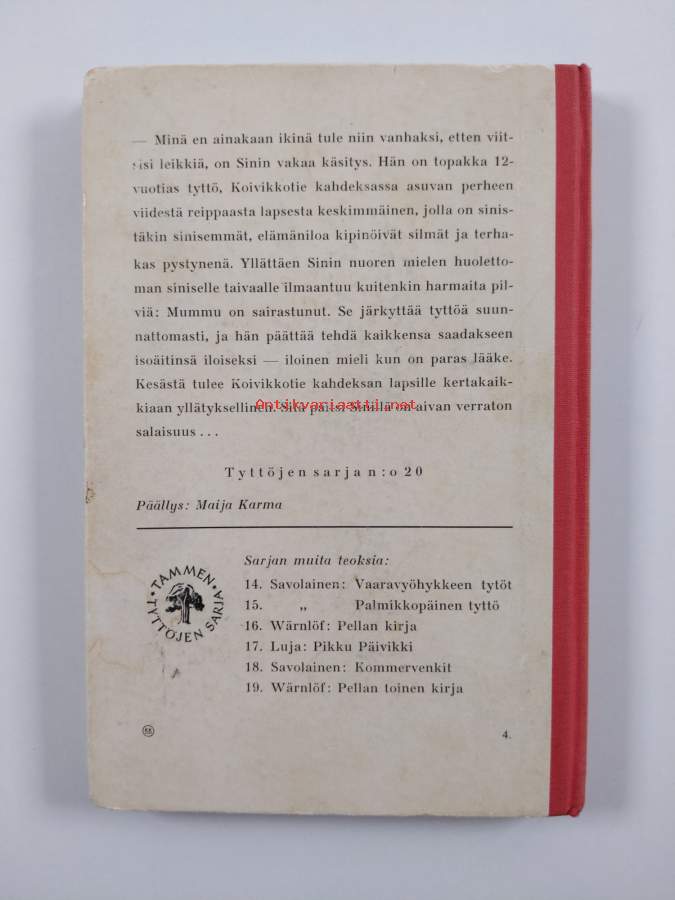 — Minä en ainakaan ikinä tule niin vanhaksi, etten viit-
sisi leikkiä, on Sinin vakaa käsitys. Hän on topakka 12-
vuotias tyttö, Koivikkotie kahdeksassa asuvan perheen
viidestä reippaasta lapsesta keskimmäinen, jolla on sinis-
täkin sinisemmät, elämäniloa kipinöivät silmät ja terha-
kas pystynenä. Yllättäen Sinin nuoren mielen huoletto-
man siniselle taivaalle ilmaantuu kuitenkin harmaita pil-
viä: Mummu on sairastunut. Se järkyttää tyttöä suun-
nattomasti, ja hän päättää tehdä kaikkensa saadakseen
isoäitinsä iloiseksi — iloinen mieli kun on paras lääke.
Kesästä tulee Koivikkotie kahdeksan lapsille kertakaik-
kiaan yllätyksellinen. Sitä paitsi Sinillä on aivan verraton
Antikvariaatti.net
salaisuus . . .
Tyttöjen sarja n:o 20
Päällys: Maija Karma
TAMMEN
TYTTÖJEN SARJA
Sarjan muita teoksia:
14. Savolainen: Vaaravyöhykkeen tytöt
15. „ Palmikkopäinen tyttö
16. Wärnlöf: Pellan kirja
17. Luja: Pikku Päivikki
18. Savolainen: Kommervenkit
19. Wärnlöf: Pellan toinen kirja
4.